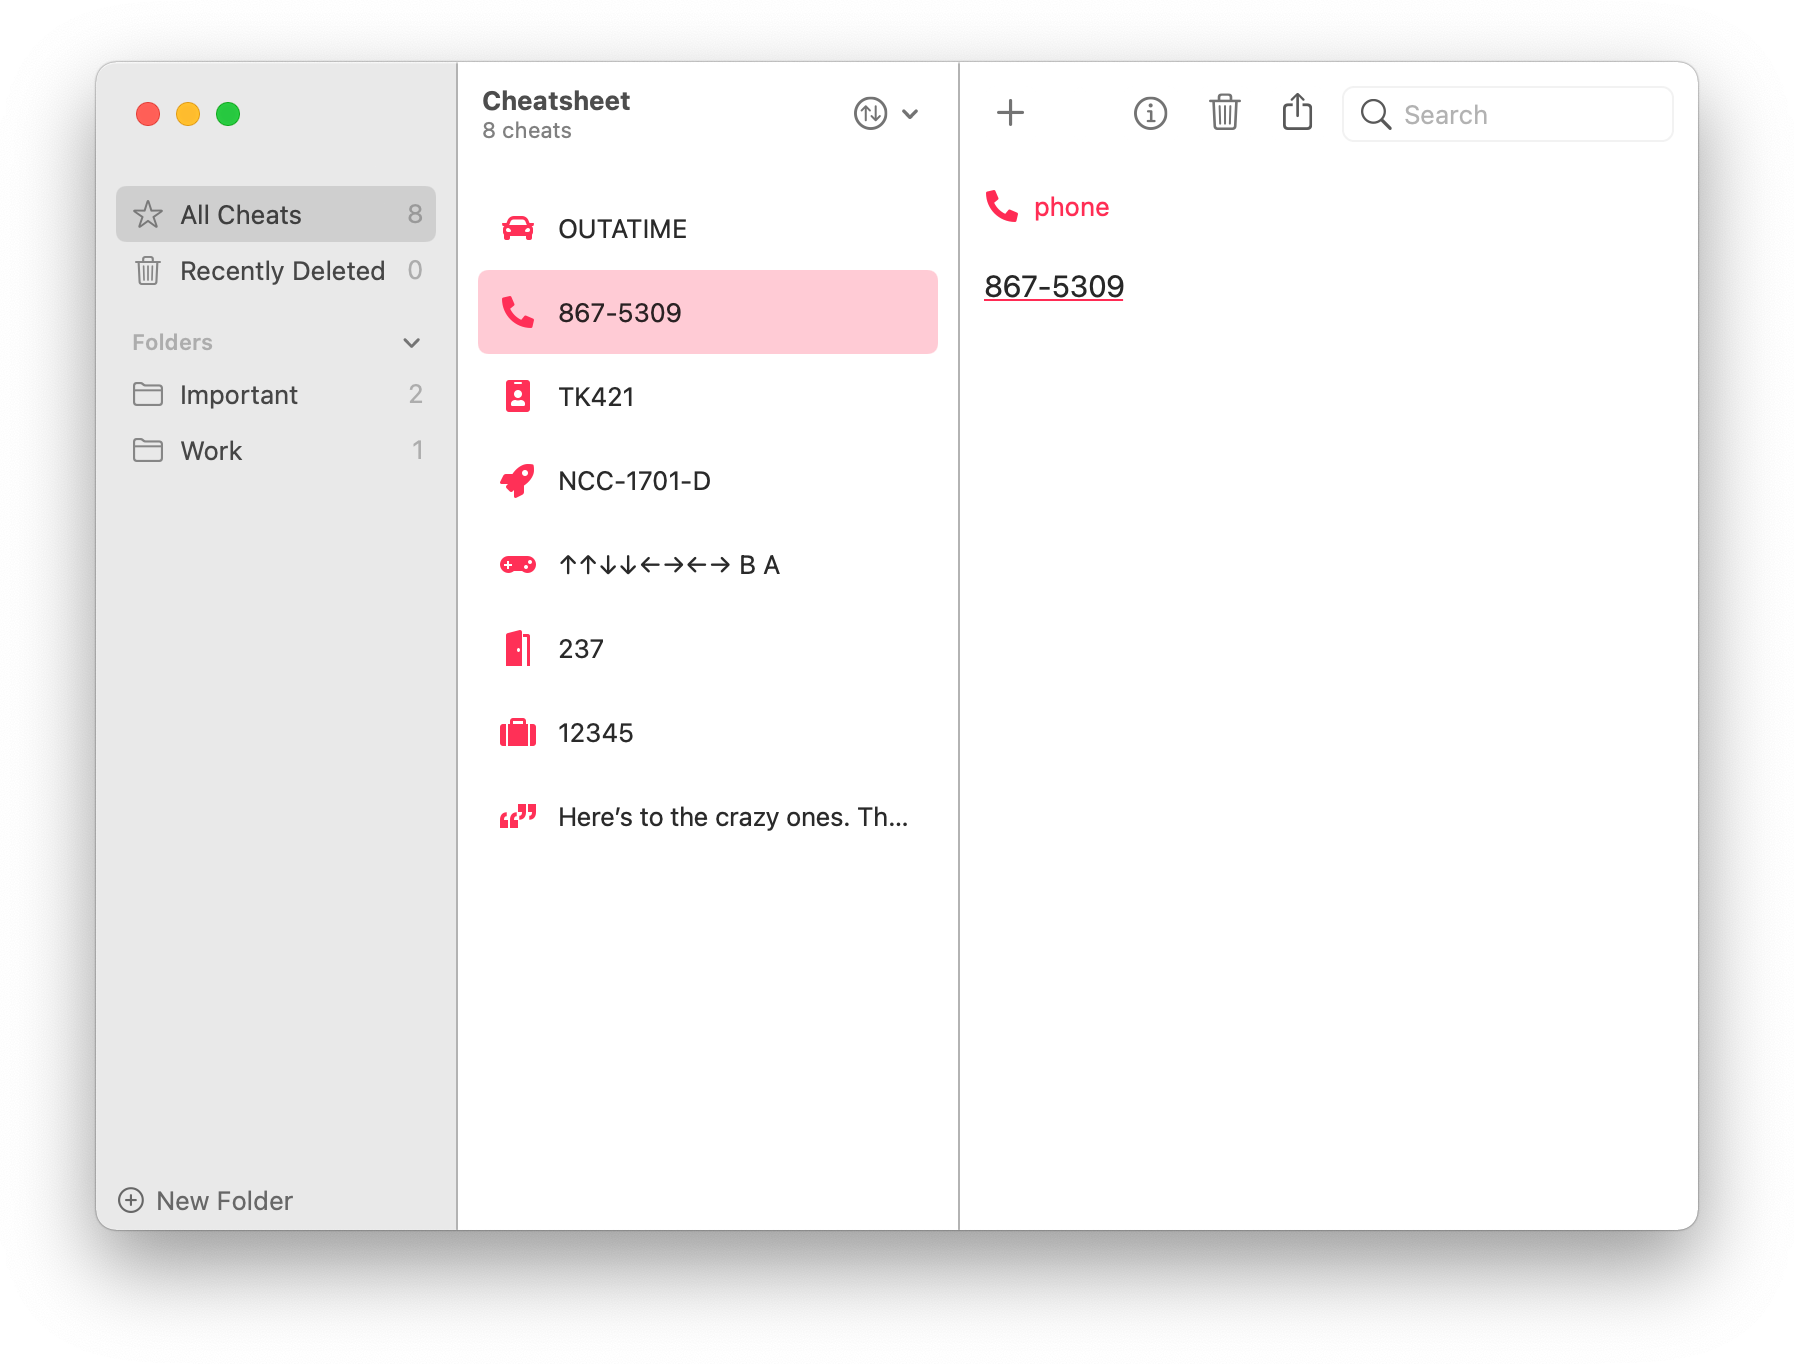 All Cheats 8
Recently Deleted 0
Folders
Important 2
Work 1
New Folder
Cheatsheet
8 cheats
OUTATIME
867-5309
TK421
NCC-1701-D
↑↑↓↓←→←→ B A
237
12345
Here’s to the crazy ones. Th...
Search
phone
867-5309